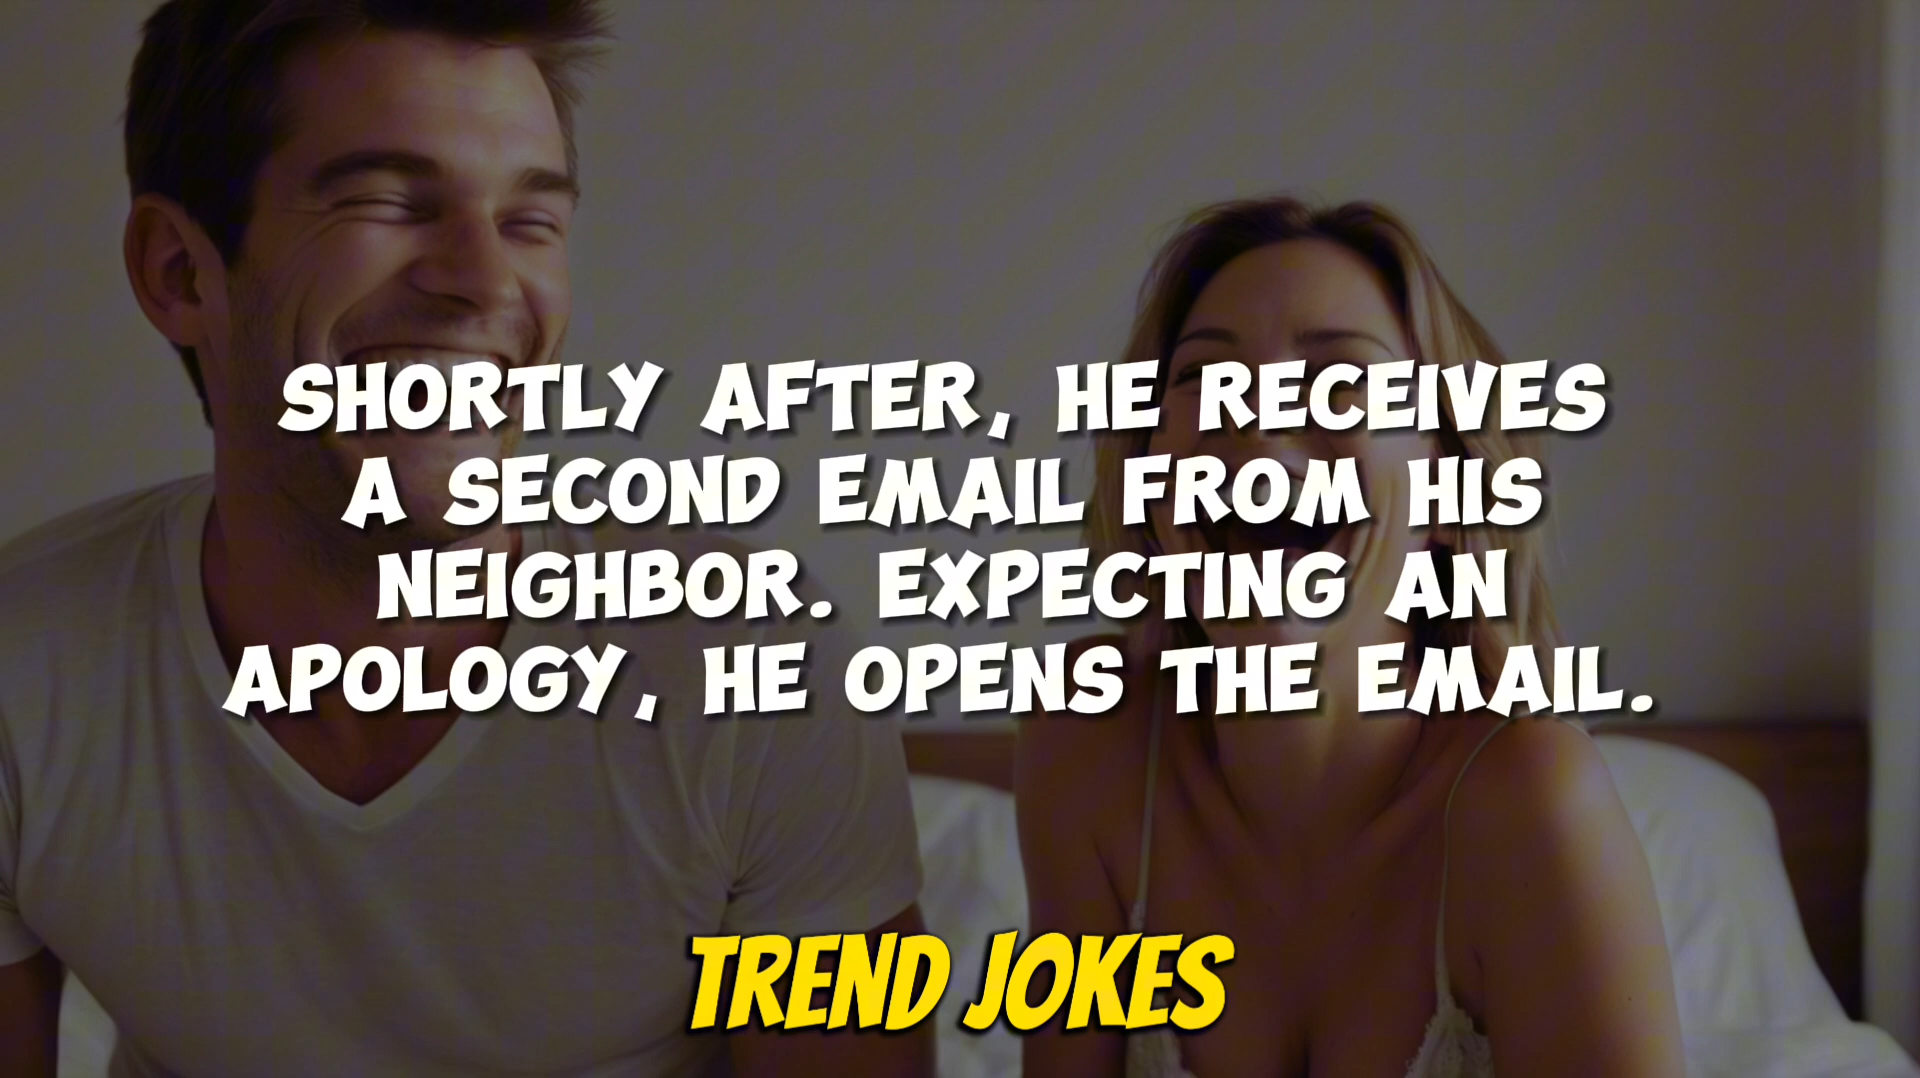 SHORTLY AFTER, HE RECEIVES
A SECOND EMAIL FROM HIS
NEIGHBOR. EXPECTING AN
APOLOGY, HE OPENS THE EMAIL.
TREND JOKES